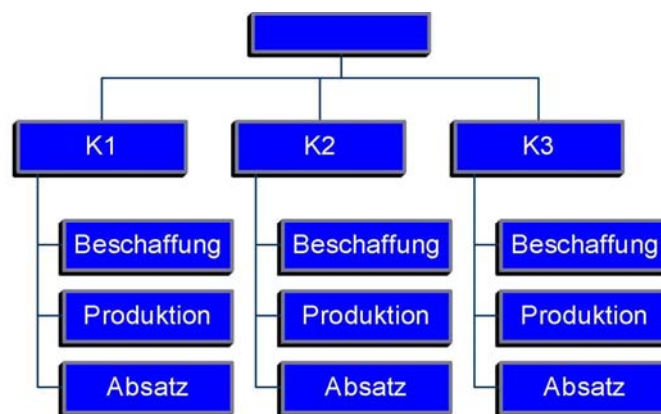 K1
K2
K3
Beschaffung
Beschaffung
Beschaffung
Produktion
Produktion
Produktion
Absatz
Absatz
Absatz